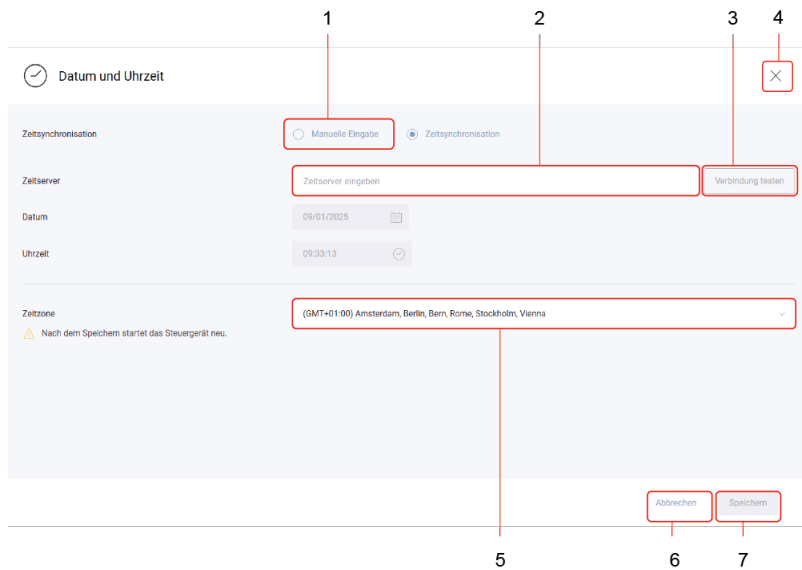 1 2 3 4
Datum und Uhrzeit
Zeitsynchronisation Manuelle Eingabe Zeitsynchronisation
Zeitserver Zeitserver eingeben Verbindung testen
Datum 09/01/2025
Uhrzeit 09:33:13
Zeitzone (GMT+01:00) Amsterdam, Berlin, Bern, Rome, Stockholm, Vienna
Nach dem Speichern startet das Steuergerät neu.
Abbrechen Speichern
5 6 7